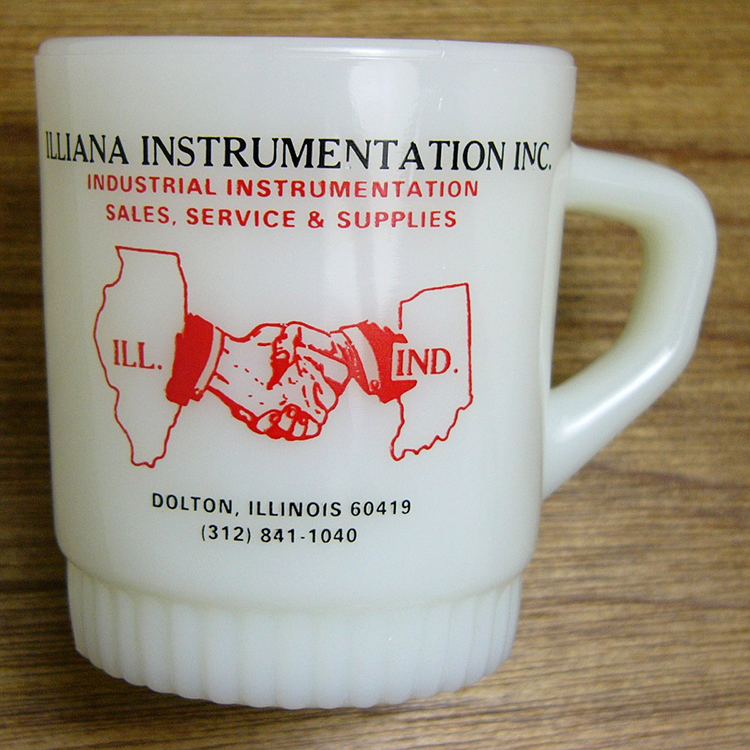 ILLIANA INSTRUMENTATION INC.
INDUSTRIAL INSTRUMENTATION
SALES, SERVICE & SUPPLIES
ILL.
IND.
DOLTON, ILLINOIS 60419
(312) 841-1040